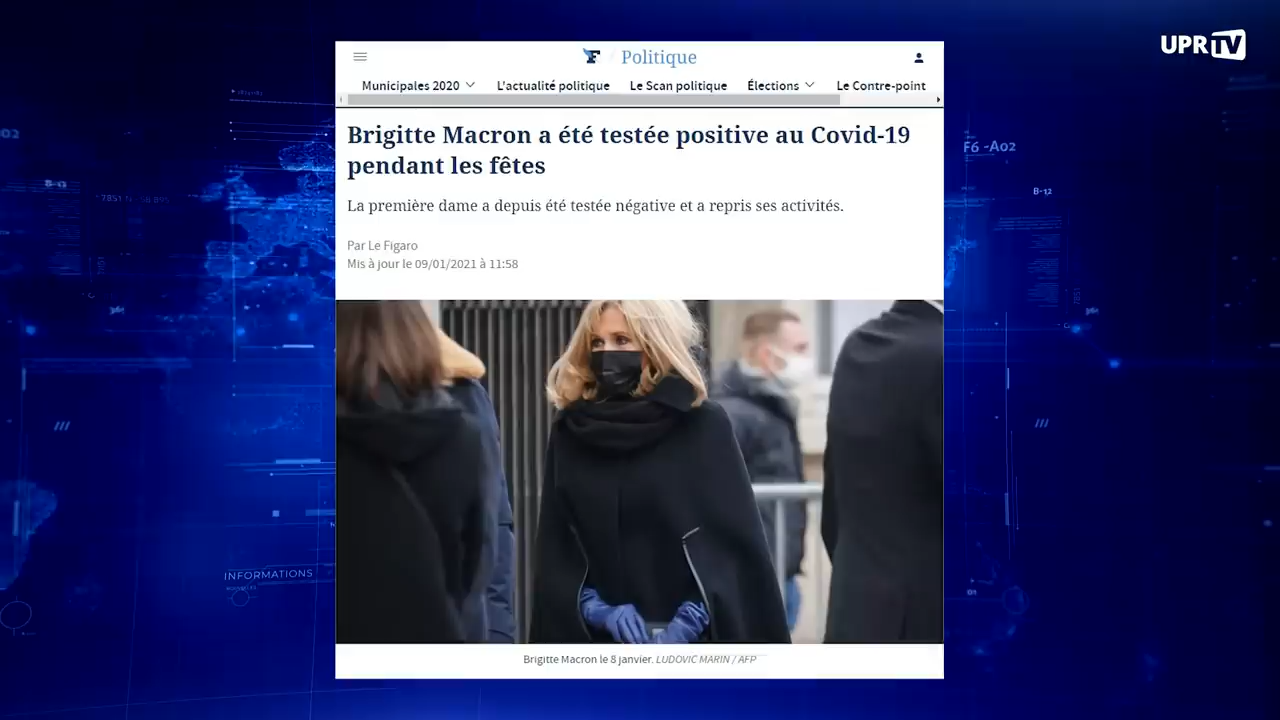 UPR TV
Politique
Municipales 2020 L'actualité politique Le Scan politique Élections Le Contre-point
Brigitte Macron a été testée positive au Covid-19
pendant les fêtes
La première dame a depuis été testée négative et a repris ses activités.
Par Le Figaro
Mis à jour le 09/01/2021 à 11:58
Brigitte Macron le 8 janvier. LUDOVIC MARIN / AFP
F6 -A02
B-12
INFORMATIONS